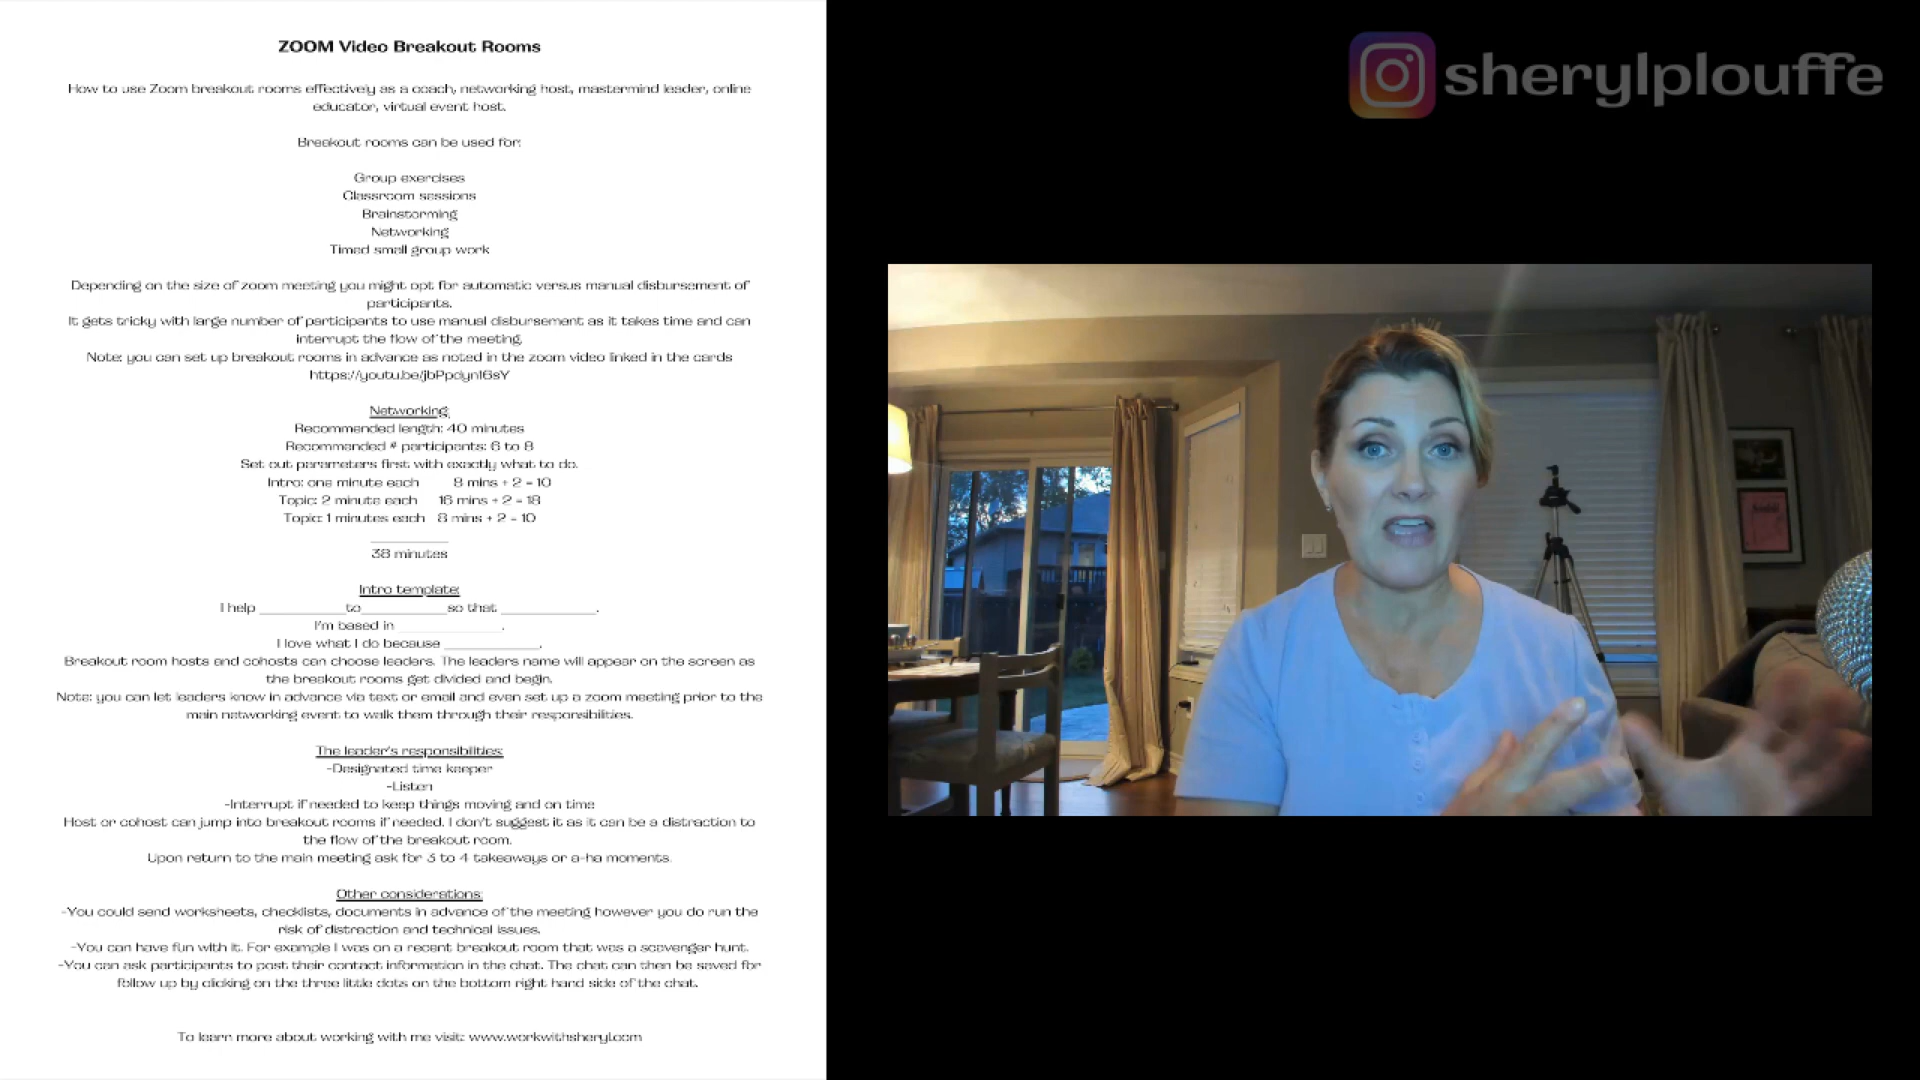 ZOOM Video Breakout Rooms
How to use Zoom breakout rooms effectively as a coach, networking host, mastermind leader, online
educator, virtual event host.
Breakout rooms can be used for:
Group exercises
Classroom sessions
Brainstorming
Networking
Timed small group work
Depending on the size of zoom meeting you might opt for automatic versus manual disbursement of
participants.
It gets tricky with large number of participants to use manual disbursement as it takes time and can
interrupt the flow of the meeting.
Note: you can set up breakout rooms in advance as noted in the zoom video linked in the cards
Networking:
Recommended length: 40 minutes
Recommended # participants: 6 to 8
Set out parameters first with exactly what to do.
Intro: one minute each 8 mins + 2 = 10
Topic: 2 minute each 16 mins + 2 = 18
Topic: 1 minutes each 8 mins + 2 = 10
38 minutes
Intro template:
I help ____________to____________so that _____________.
I'm based in ______________.
I love what I do because _____________.
Breakout room hosts and cohosts can choose leaders. The leaders name will appear on the screen as
the breakout rooms get divided and begin.
Note: you can let leaders know in advance via text or email and even set up a zoom meeting prior to the
main networking event to walk them through their responsibilities.
The leader's responsibilities:
-Designated time keeper
-Listen
-Interrupt if needed to keep things moving and on time
Host or cohost can jump into breakout rooms if needed. I don't suggest it as it can be a distraction to
the flow of the breakout room.
Upon return to the main meeting ask for 3 to 4 takeaways or a-ha moments.
Other considerations:
-You could send worksheets, checklists, documents in advance of the meeting however you do run the
risk of distraction and technical issues.
-You can have fun with it. For example I was on a recent breakout room that was a scavenger hunt.
-You can ask participants to post their contact information in the chat. The chat can then be saved for
follow up by clicking on the three little dots on the bottom right hand side of the chat.
To learn more about working with me visit: www.workwithsheryl.com
sherylplouffe